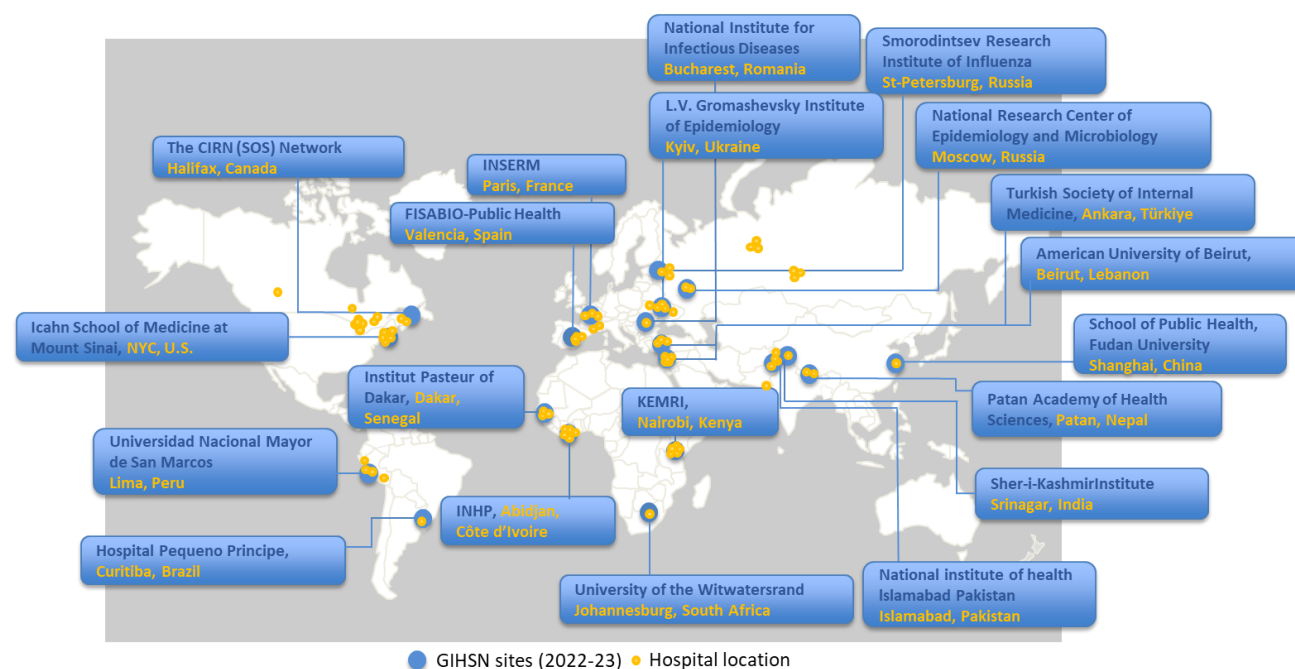 National Institute for
Infectious Diseases
Bucharest, Romania
Smorodintsev Research
Institute of Influenza
St-Petersburg, Russia
L.V. Gromashevsky Institute
of Epidemiology
Kyiv, Ukraine
National Research Center of
Epidemiology and Microbiology
Moscow, Russia
The CIRN (SOS) Network
Halifax, Canada
INSERM
Paris, France
Turkish Society of Internal
Medicine, Ankara, Türkiye
FISABIO-Public Health
Valencia, Spain
American University of Beirut,
Beirut, Lebanon
Icahn School of Medicine at
Mount Sinai, NYC, U.S.
School of Public Health,
Fudan University
Shanghai, China
Institut Pasteur of
Dakar, Dakar,
Senegal
KEMRI,
Nairobi, Kenya
Patan Academy of Health
Sciences, Patan, Nepal
Universidad Nacional Mayor
de San Marcos
Lima, Peru
Sher-i-KashmirInstitute
Srinagar, India
INHP, Abidjan,
Côte d'Ivoire
Hospital Pequeno Principe,
Curitiba, Brazil
University of the Witwatersrand
Johannesburg, South Africa
National institute of health
Islamabad Pakistan
Islamabad, Pakistan
GIHSN sites (2022-23)
Hospital location